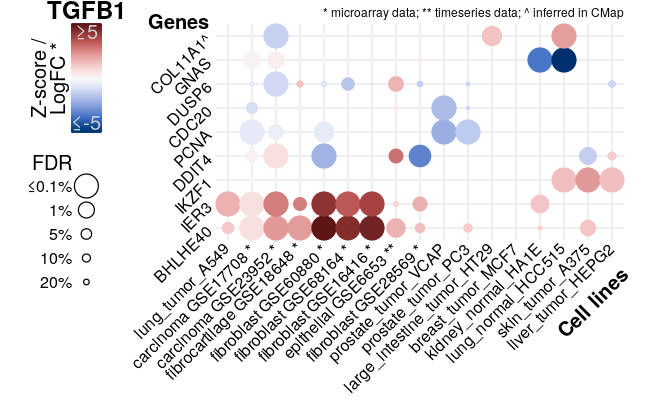 TGFB1
* microarray data; ** timeseries data; ^ inferred in CMap
Genes
Z-score /
LogFC *
≥5
≤-5
FDR
≤0.1%
1%
5%
10%
20%
COL11A1^
GNAS
DUSP6
CDC20
PCNA
DDIT4
IKZF1
IER3
BHLHE40
lung_tumor_A549
carcinoma GSE17708 *
carcinoma GSE23952 *
fibrocartilage GSE18648 *
fibroblast GSE60880 *
fibroblast GSE68164 *
fibroblast GSE16416 *
epithelial GSE6653 **
fibroblast GSE28569 *
prostate_tumor_VCAP
prostate_tumor_PC3
large_Intestine_tumor_HT29
breast_tumor_MCF7
kidney_normal_HA1E
lung_normal_HCC515
skin_tumor_A375
liver_tumor_HEPG2
Cell lines